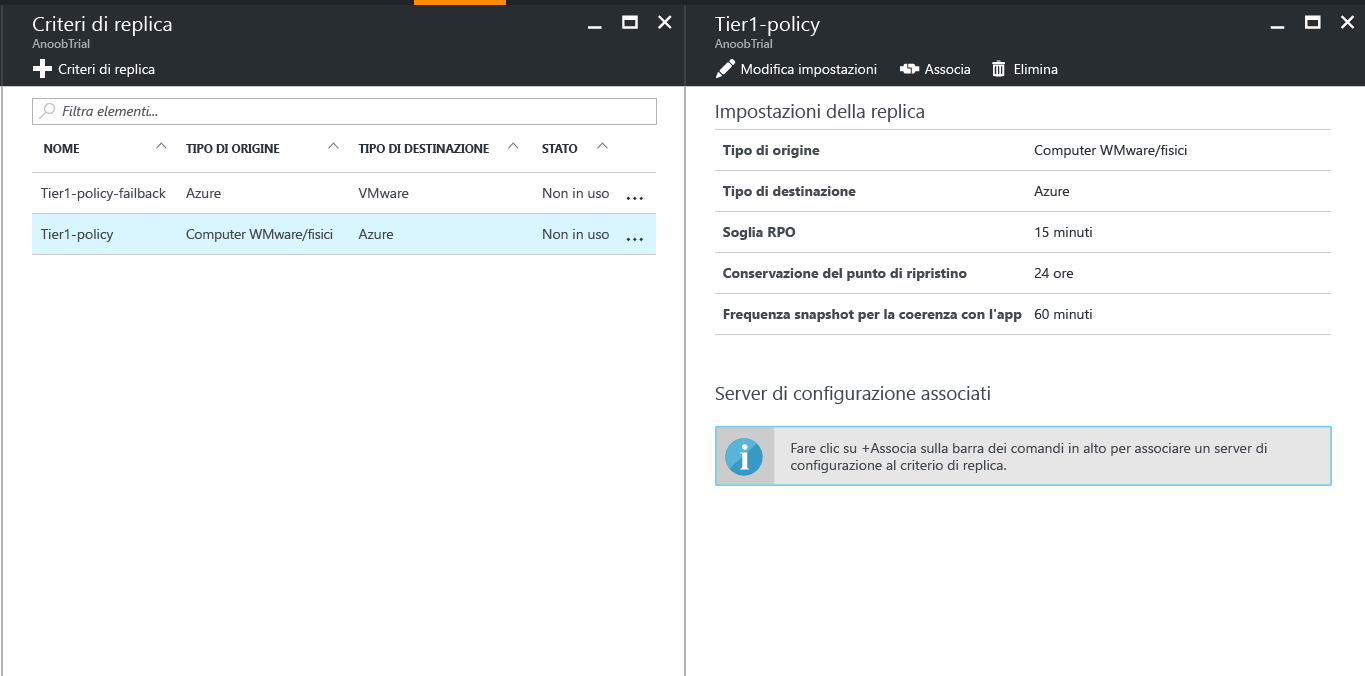 Criteri di replica
AnoobTrial
Criteri di replica
Filtra elementi...
NOME TIPO DI ORIGINE TIPO DI DESTINAZIONE STATO
Tier1-policy-failback Azure VMware Non in uso ...
Tier1-policy Computer WMware/fisici Azure Non in uso ...
Tier1-policy
AnoobTrial
Modifica impostazioni Associa Elimina
Impostazioni della replica
Tipo di origine Computer WMware/fisici
Tipo di destinazione Azure
Soglia RPO 15 minuti
Conservazione del punto di ripristino 24 ore
Frequenza snapshot per la coerenza con l'app 60 minuti
Server di configurazione associati
Fare clic su +Associa sulla barra dei comandi in alto per associare un server di
configurazione al criterio di replica.